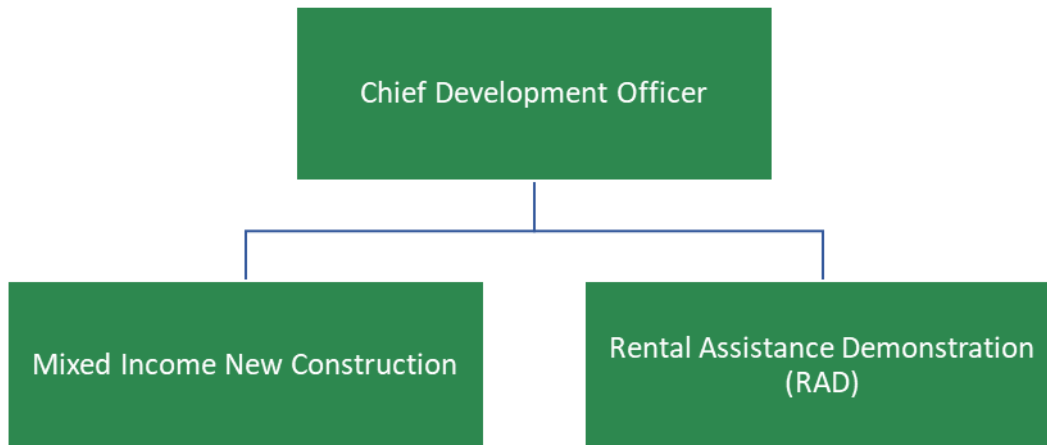 Chief Development Officer
Mixed Income New Construction
Rental Assistance Demonstration
(RAD)